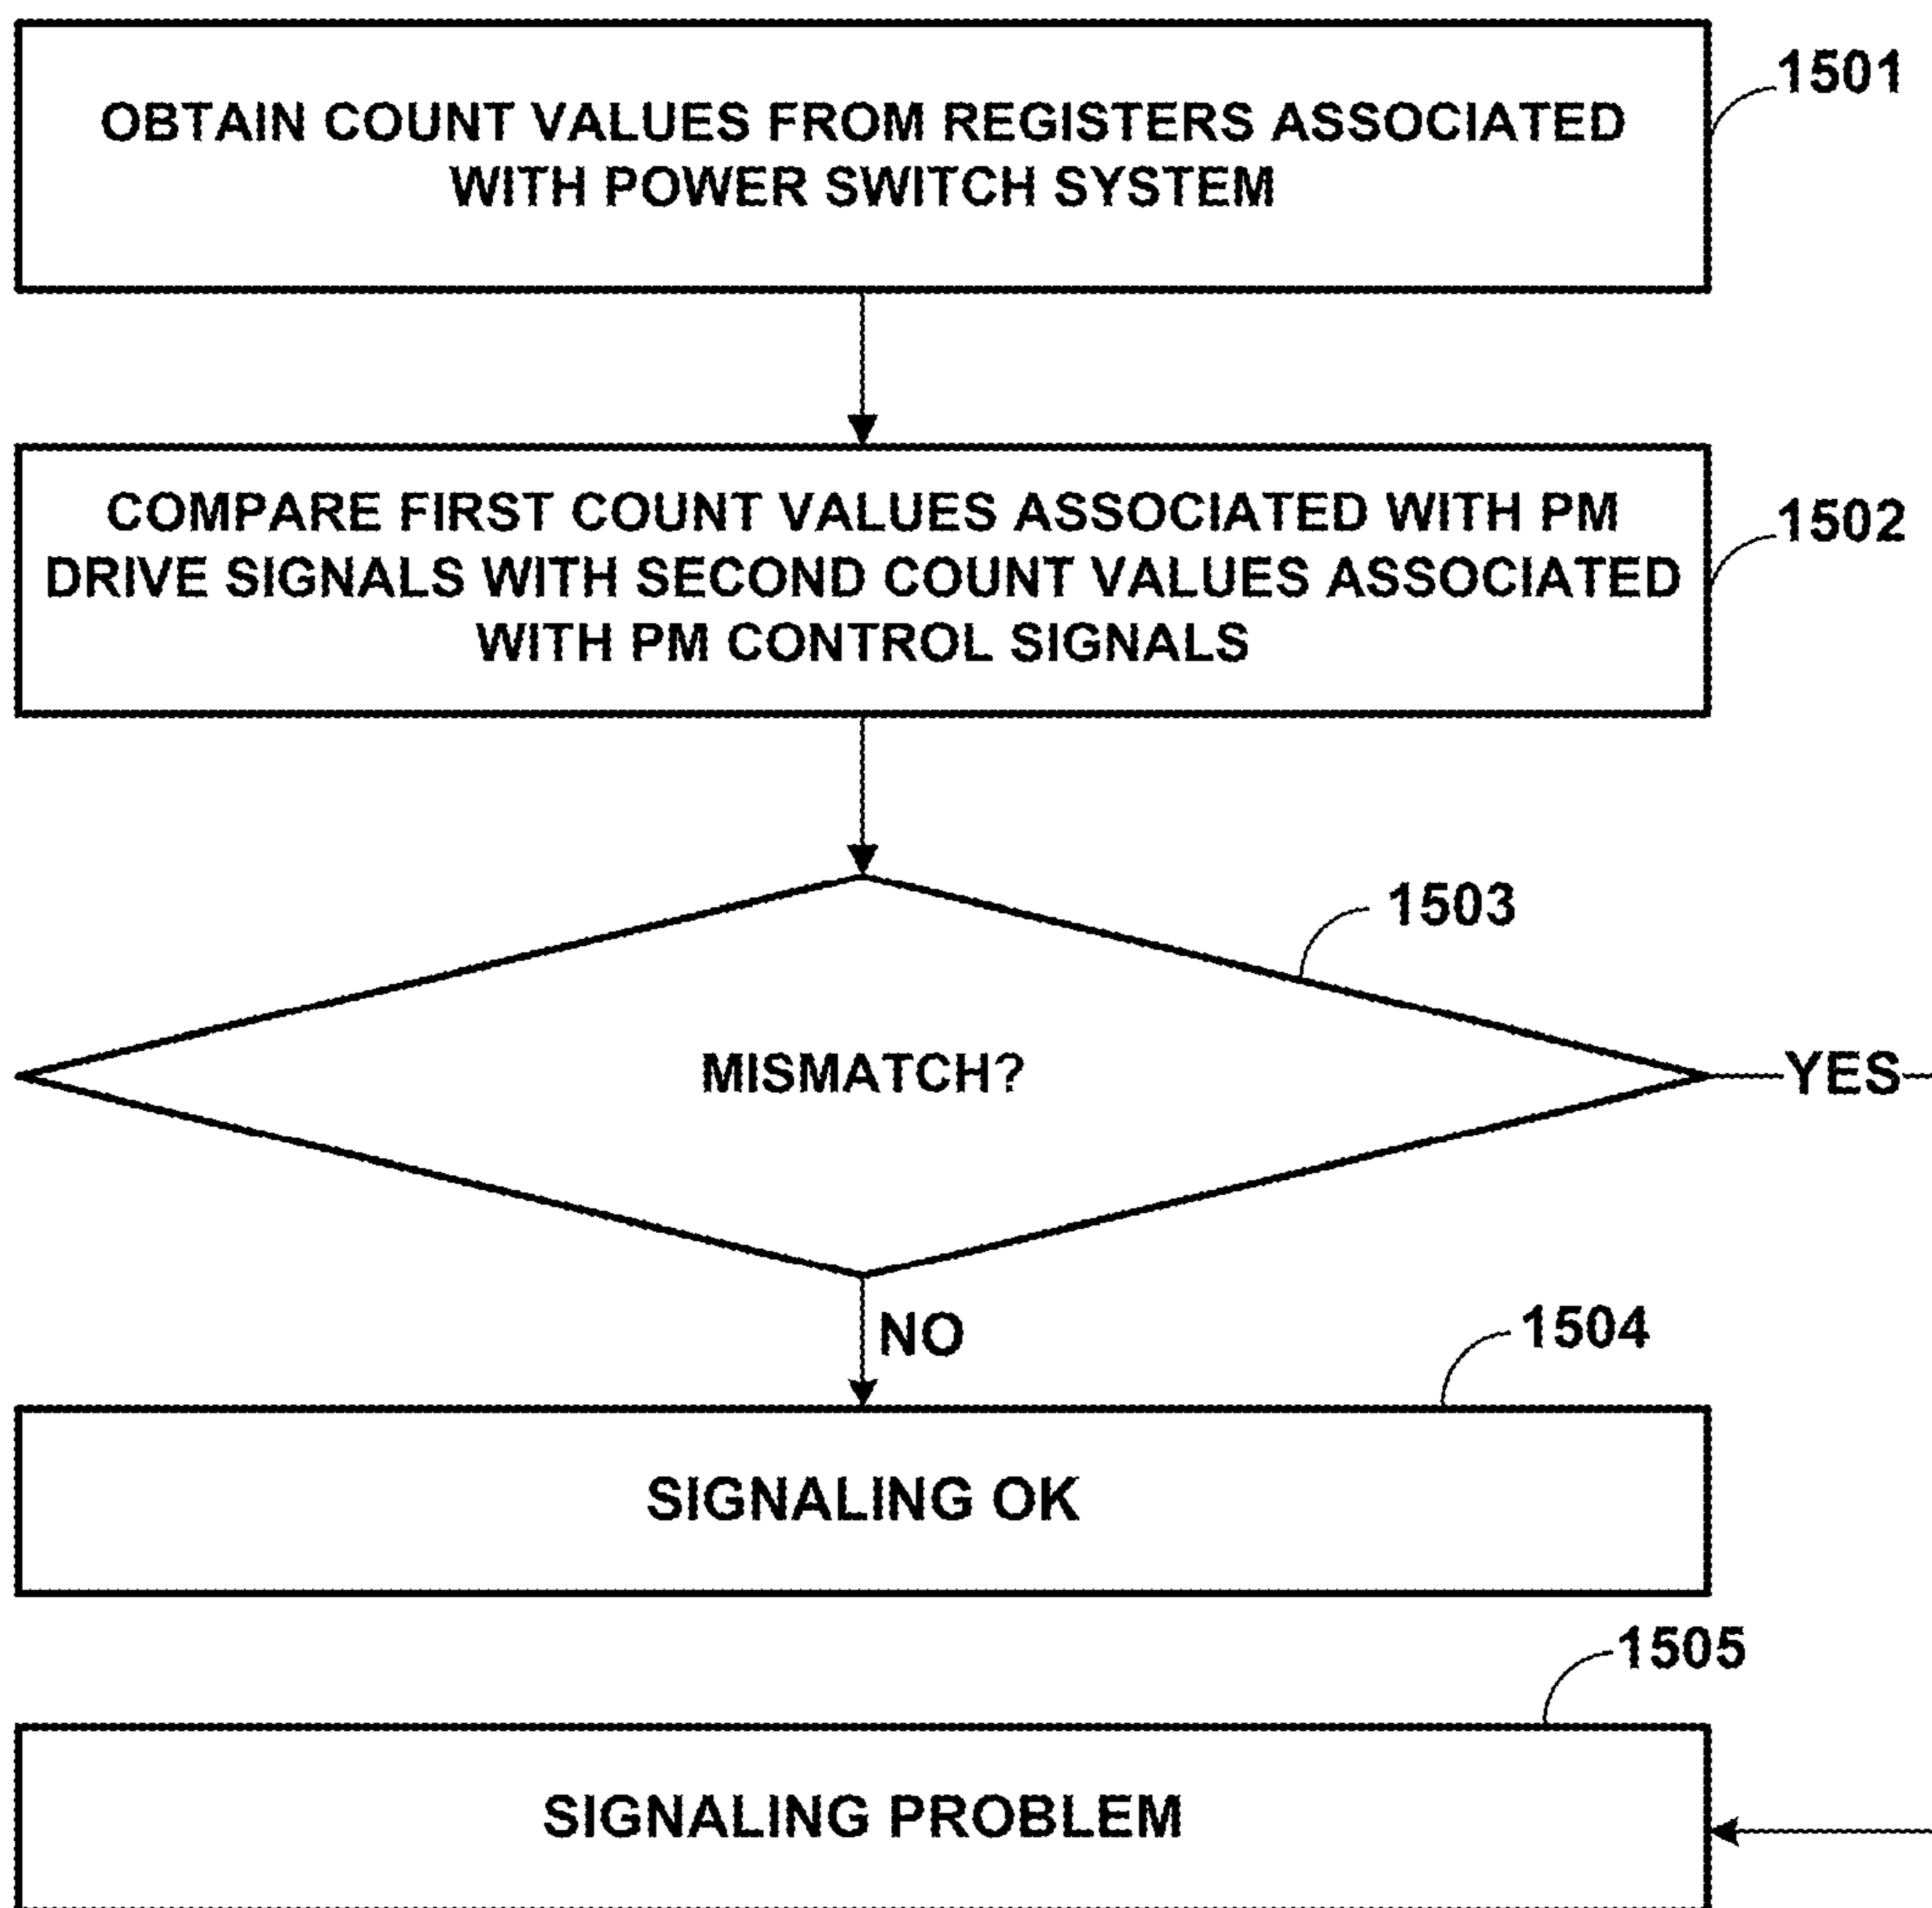 OBTAIN COUNT VALUES FROM REGISTERS ASSOCIATED
WITH POWER SWITCH SYSTEM
1501
COMPARE FIRST COUNT VALUES ASSOCIATED WITH PM
DRIVE SIGNALS WITH SECOND COUNT VALUES ASSOCIATED
WITH PM CONTROL SIGNALS
1502
1503
MISMATCH?
YES
NO
1504
SIGNALING OK
1505
SIGNALING PROBLEM